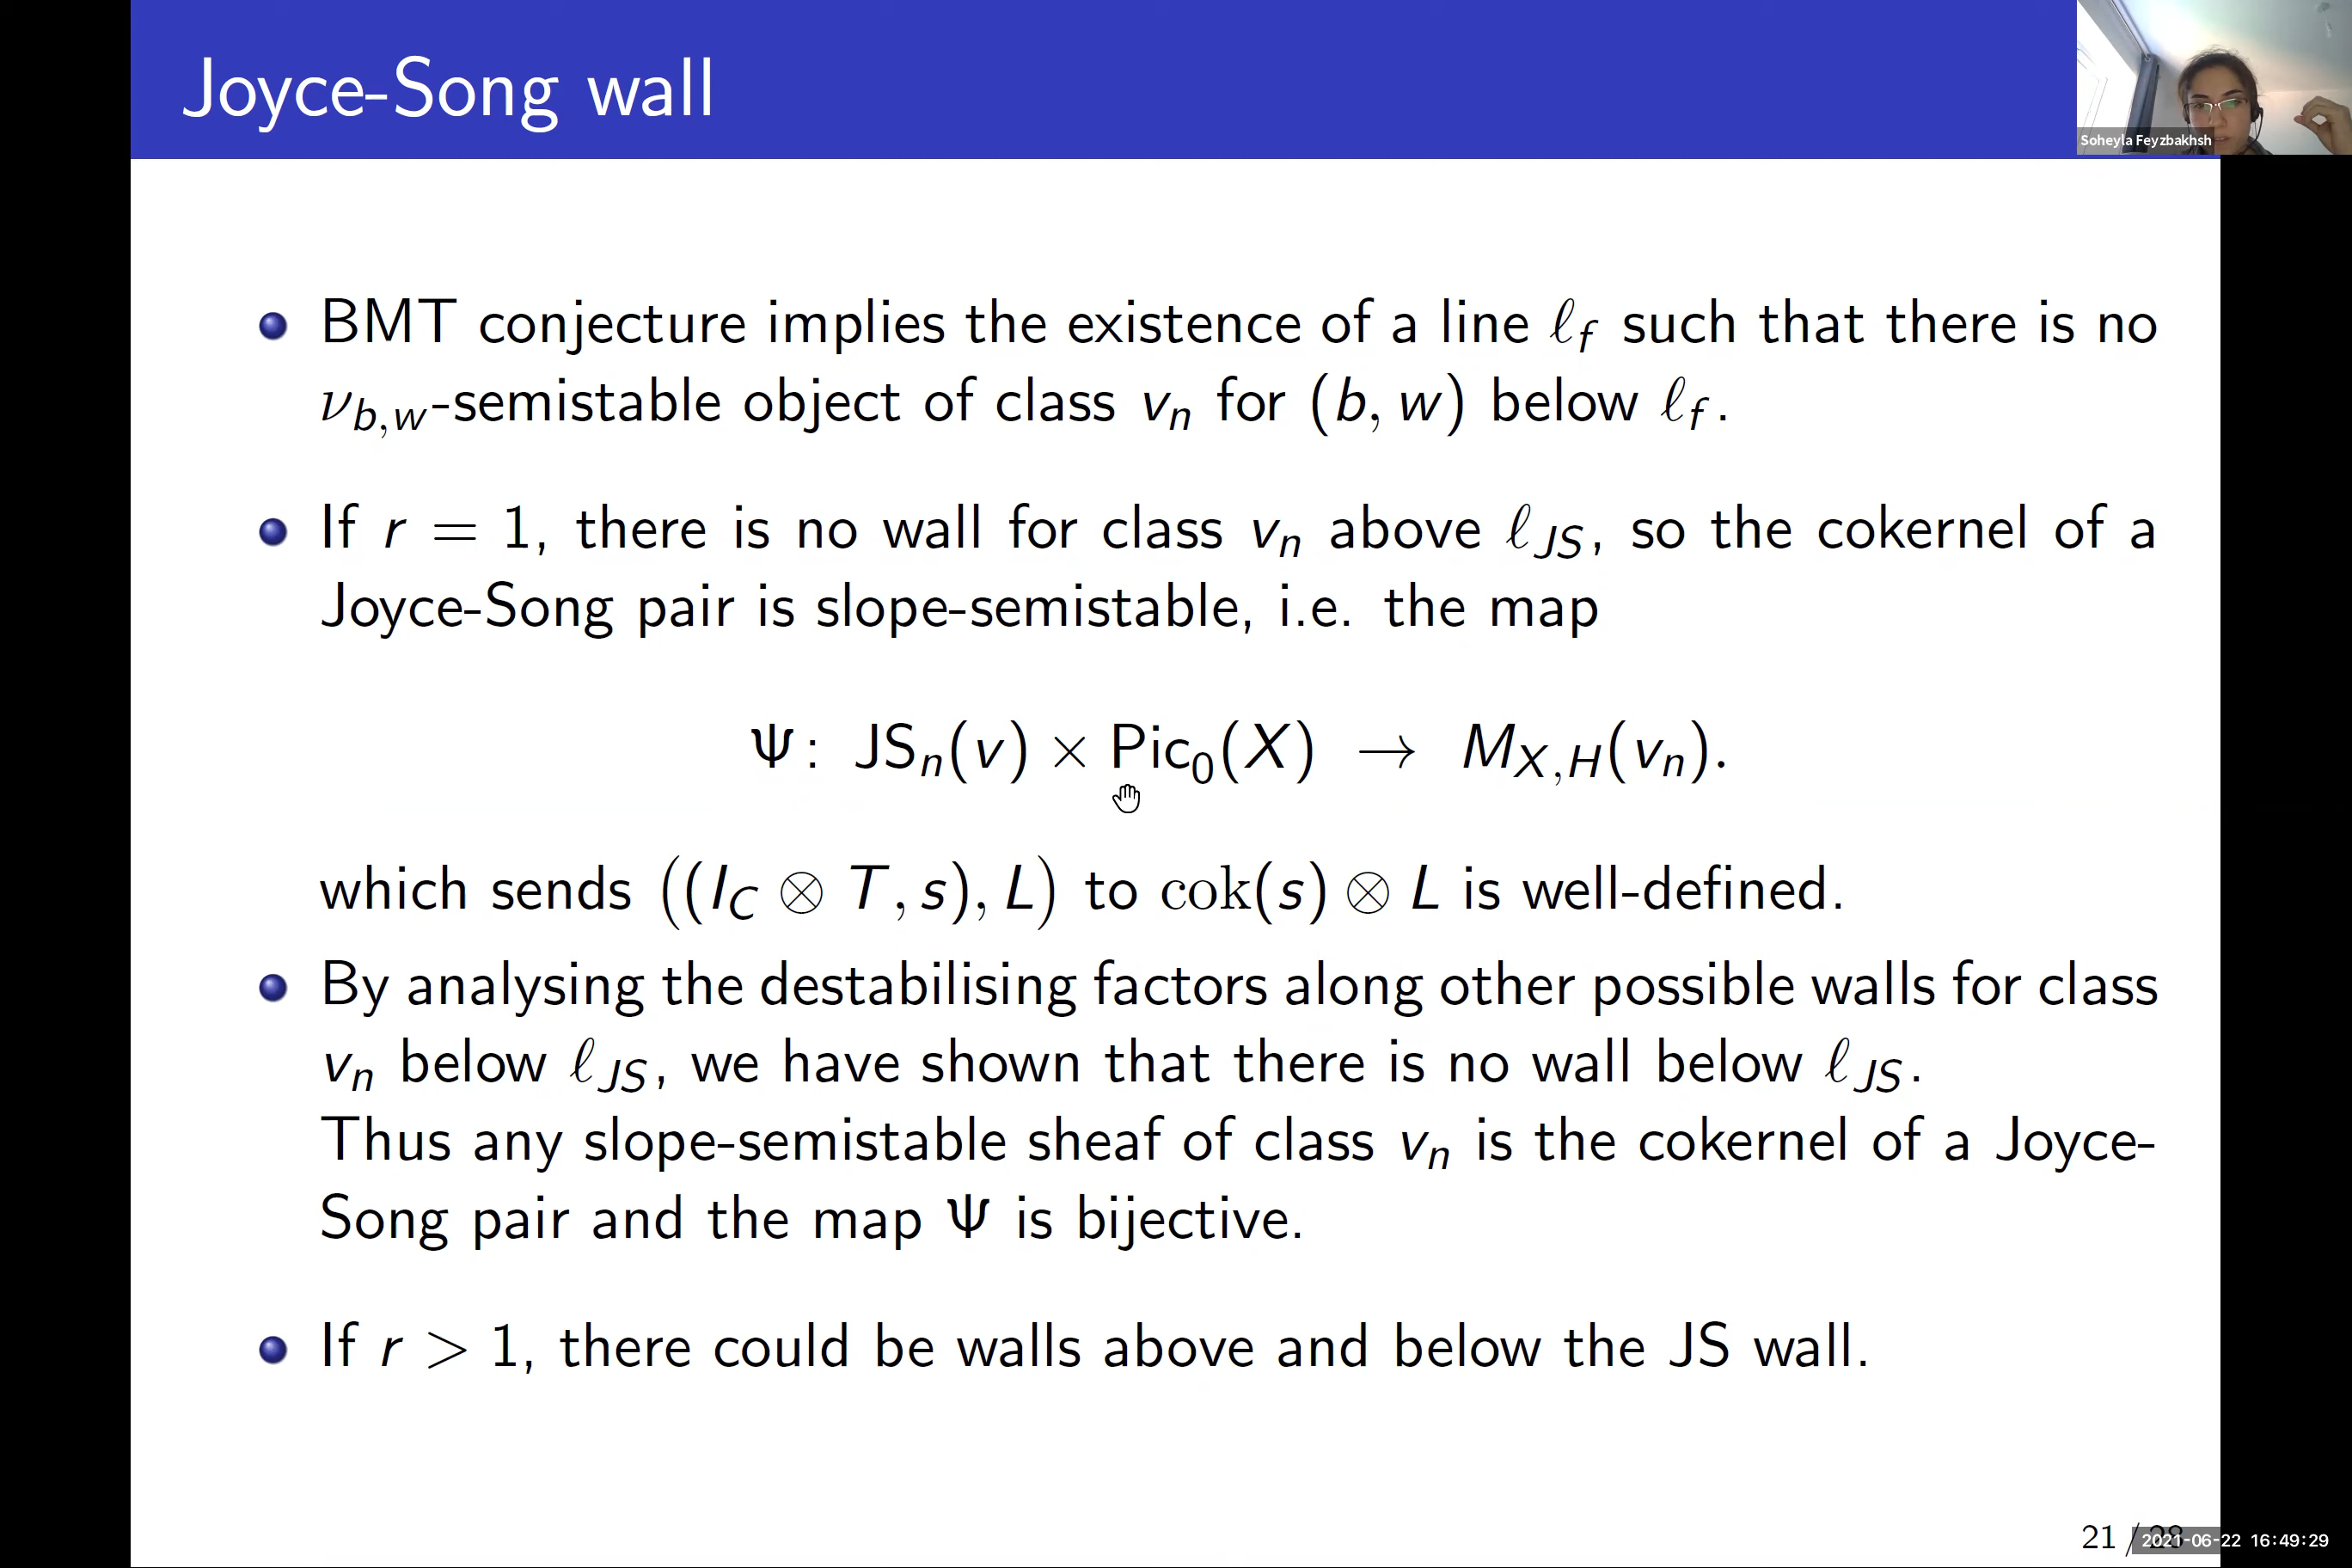 Joyce-Song wall
Soheyla Feyzbakhsh
BMT conjecture implies the existence of a line ℓ_f such that there is no
ν_{b,w}-semistable object of class v_n for (b, w) below ℓ_f.
If r = 1, there is no wall for class v_n above ℓ_{JS}, so the cokernel of a
Joyce-Song pair is slope-semistable, i.e. the map
Ψ: JS_n(v) × Pic_0(X) → M_{X,H}(v_n).
which sends ((I_C ⊗ T, s), L) to cok(s) ⊗ L is well-defined.
By analysing the destabilising factors along other possible walls for class
v_n below ℓ_{JS}, we have shown that there is no wall below ℓ_{JS}.
Thus any slope-semistable sheaf of class v_n is the cokernel of a Joyce-
Song pair and the map Ψ is bijective.
If r > 1, there could be walls above and below the JS wall.
21 /
2021-06-22 16:49:29